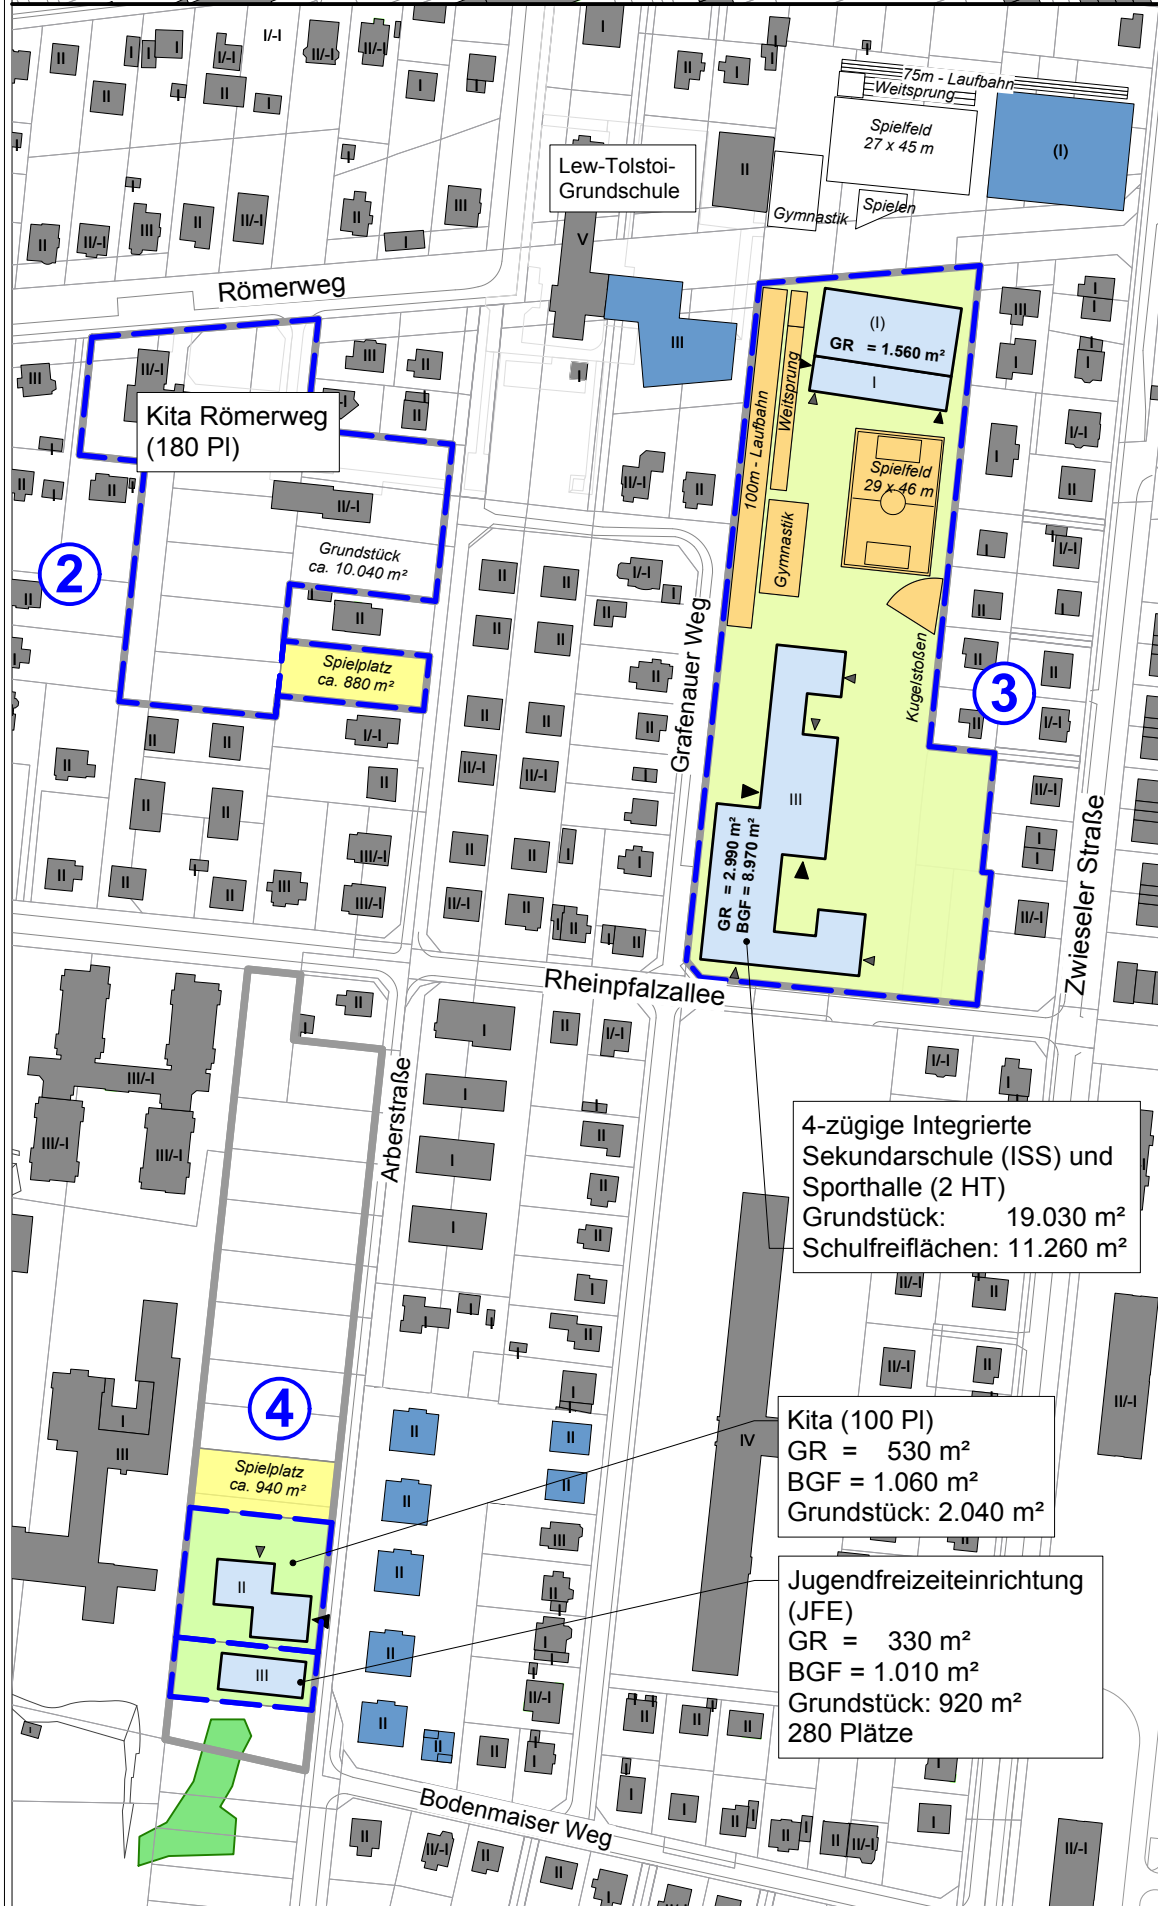 75m - Laufbahn
Weitsprung
Spielfeld
27 x 45 m
(I)
Gymnastik
Spielen
Lew-Tolstoi-
Grundschule
V
III
Römerweg
Kita Römerweg
(180 Pl)
II/-I
Grundstück
ca. 10.040 m²
Spielplatz
ca. 880 m²
2
(I)
GR = 1.560 m²
I
100m - Laufbahn
Weitsprung
Spielfeld
29 x 46 m
Gymnastik
Kugelstoßen
3
Grafenauer Weg
III
GR = 2.990 m²
BGF = 8.970 m²
Zwieseler Straße
Rheinpfalzallee
Arberstraße
4-zügige Integrierte
Sekundarschule (ISS) und
Sporthalle (2 HT)
Grundstück: 19.030 m²
Schulfreiflächen: 11.260 m²
4
Spielplatz
ca. 940 m²
IV
Kita (100 Pl)
GR = 530 m²
BGF = 1.060 m²
Grundstück: 2.040 m²
II
III
Jugendfreizeiteinrichtung
(JFE)
GR = 330 m²
BGF = 1.010 m²
Grundstück: 920 m²
280 Plätze
Bodenmaiser Weg